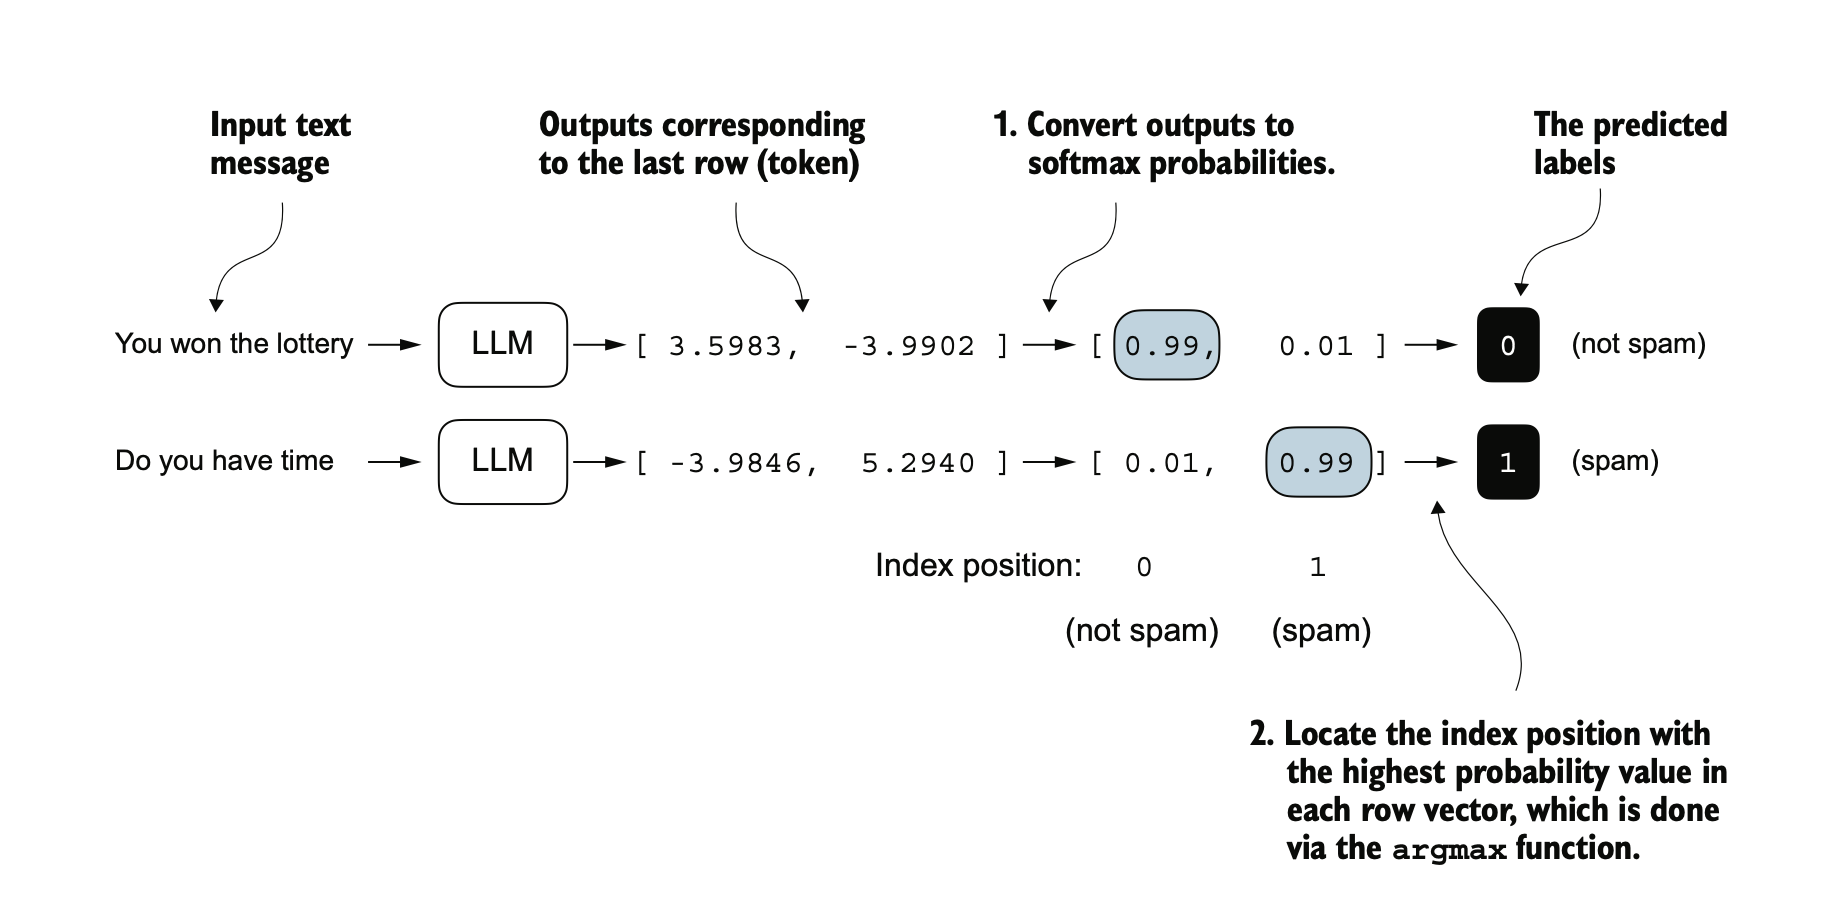 Input text
message
Outputs corresponding
to the last row (token)
1. Convert outputs to
softmax probabilities.
The predicted
labels
You won the lottery LLM [ 3.5983, -3.9902 ] [ 0.99, 0.01 ] 0 (not spam)
Do you have time LLM [ -3.9846, 5.2940 ] [ 0.01, 0.99 ] 1 (spam)
Index position: 0 1
(not spam) (spam)
2. Locate the index position with
the highest probability value in
each row vector, which is done
via the argmax function.